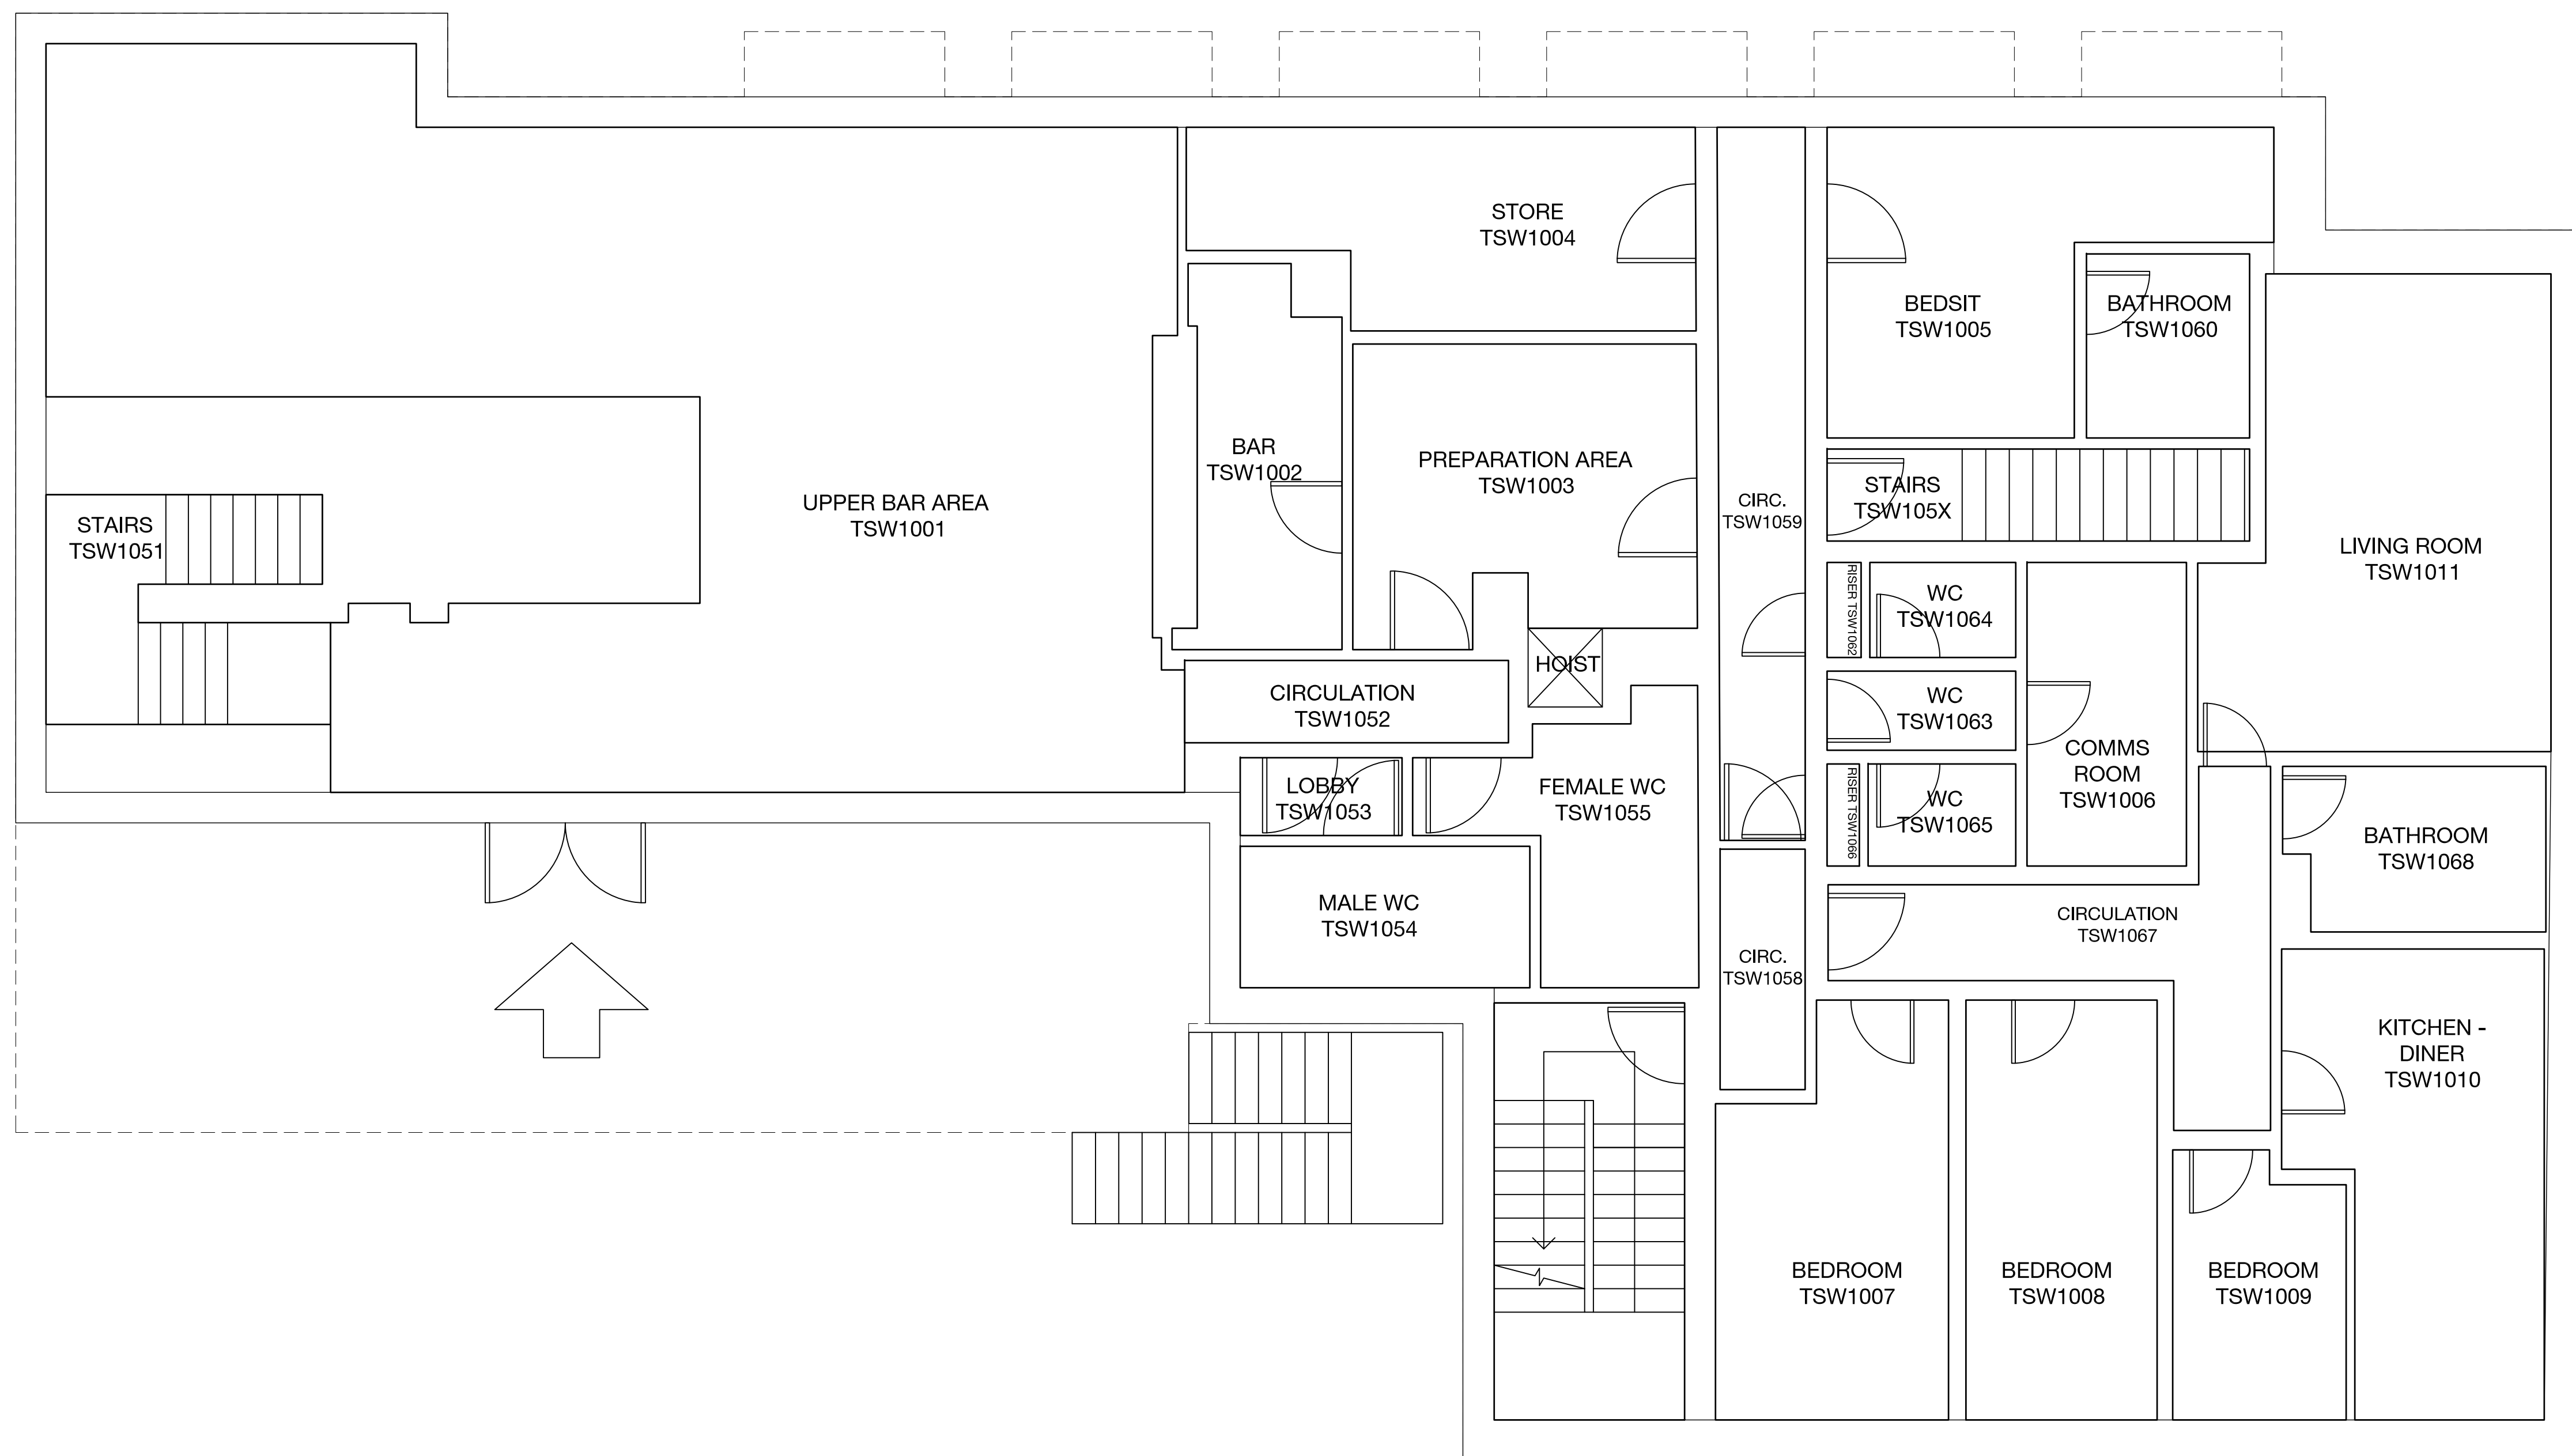 STORE
TSW1004
BEDSIT
TSW1005
BATHROOM
TSW1060
BAR
TSW1002
PREPARATION AREA
TSW1003
UPPER BAR AREA
TSW1001
STAIRS
TSW1051
CIRC.
TSW1059
STAIRS
TSW105X
LIVING ROOM
TSW1011
RISER TSW1062
WC
TSW1064
HOIST
CIRCULATION
TSW1052
WC
TSW1063
COMMS
ROOM
TSW1006
LOBBY
TSW1053
FEMALE WC
TSW1055
RISER TSW1066
WC
TSW1065
BATHROOM
TSW1068
MALE WC
TSW1054
CIRCULATION
TSW1067
CIRC.
TSW1058
KITCHEN -
DINER
TSW1010
BEDROOM
TSW1007
BEDROOM
TSW1008
BEDROOM
TSW1009